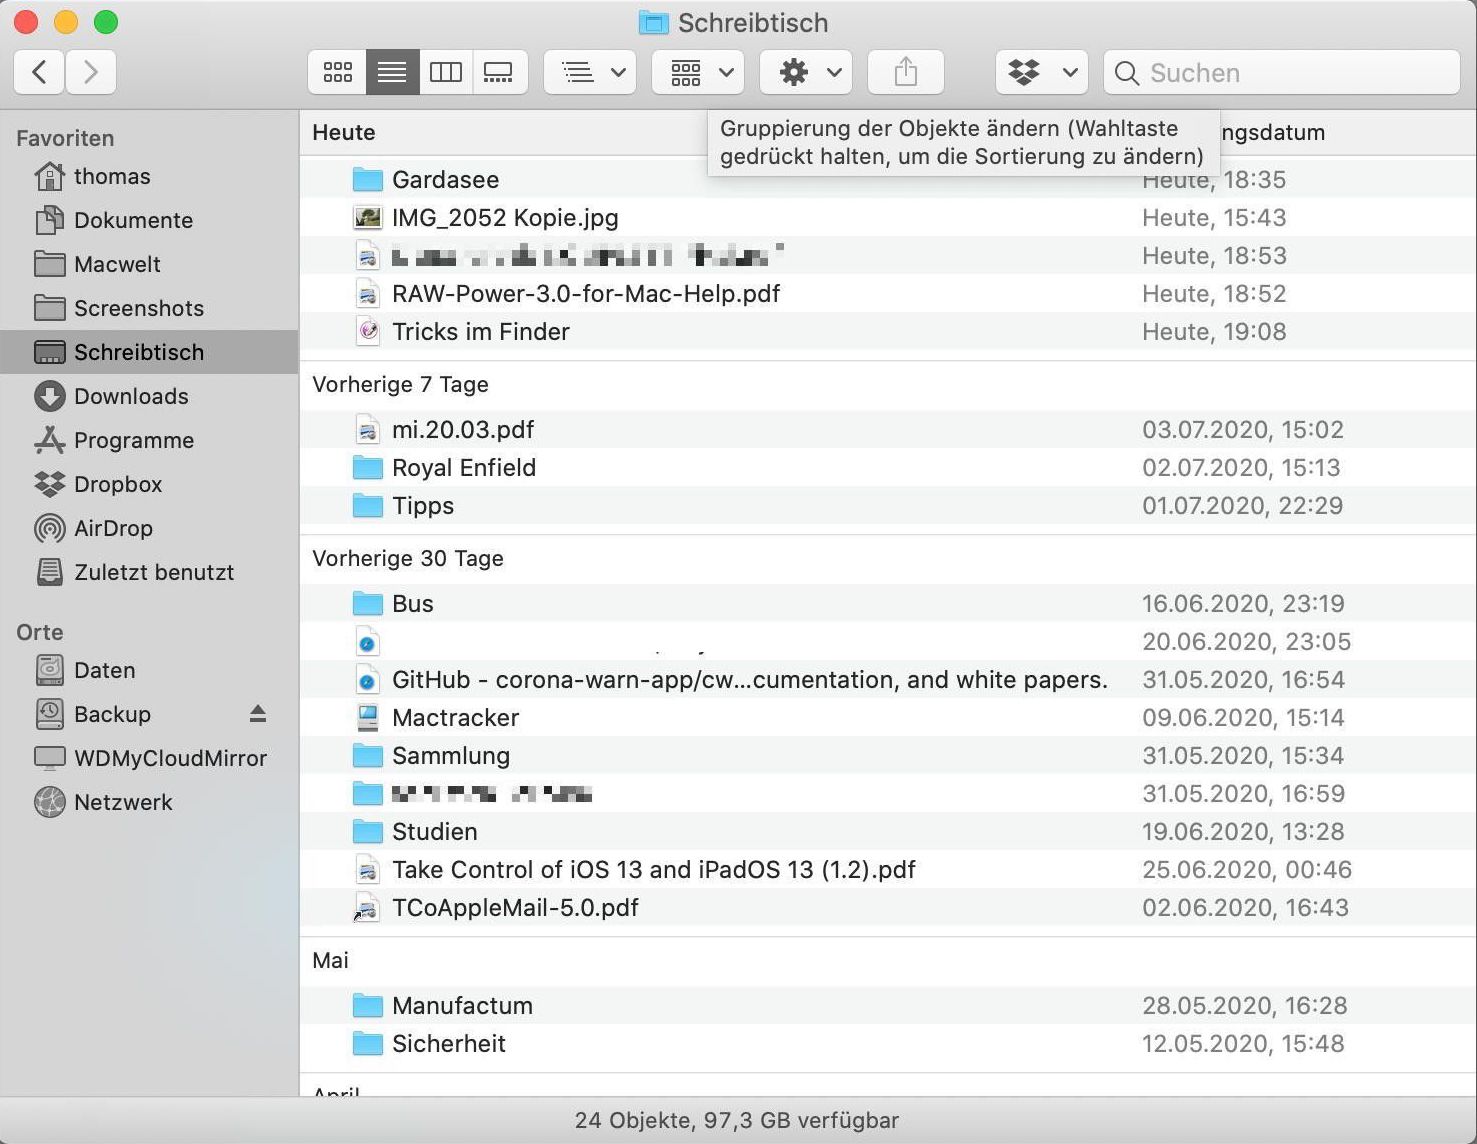 Schreibtisch
Suchen
Gruppierung der Objekte ändern (Wahltaste
gedrückt halten, um die Sortierung zu ändern)
Favoriten
thomas
Dokumente
Macwelt
Screenshots
Schreibtisch
Downloads
Programme
Dropbox
AirDrop
Zuletzt benutzt
Orte
Daten
Backup
WDMyCloudMirror
Netzwerk
Heute
Gardasee Heute, 18:35
IMG_2052 Kopie.jpg Heute, 15:43
Heute, 18:53
RAW-Power-3.0-for-Mac-Help.pdf Heute, 18:52
Tricks im Finder Heute, 19:08
Vorherige 7 Tage
mi.20.03.pdf 03.07.2020, 15:02
Royal Enfield 02.07.2020, 15:13
Tipps 01.07.2020, 22:29
Vorherige 30 Tage
Bus 16.06.2020, 23:19
20.06.2020, 23:05
GitHub - corona-warn-app/cw...cumentation, and white papers. 31.05.2020, 16:54
Mactracker 09.06.2020, 15:14
Sammlung 31.05.2020, 15:34
31.05.2020, 16:59
Studien 19.06.2020, 13:28
Take Control of iOS 13 and iPadOS 13 (1.2).pdf 25.06.2020, 00:46
TCoAppleMail-5.0.pdf 02.06.2020, 16:43
Mai
Manufactum 28.05.2020, 16:28
Sicherheit 12.05.2020, 15:48
April
24 Objekte, 97,3 GB verfügbar